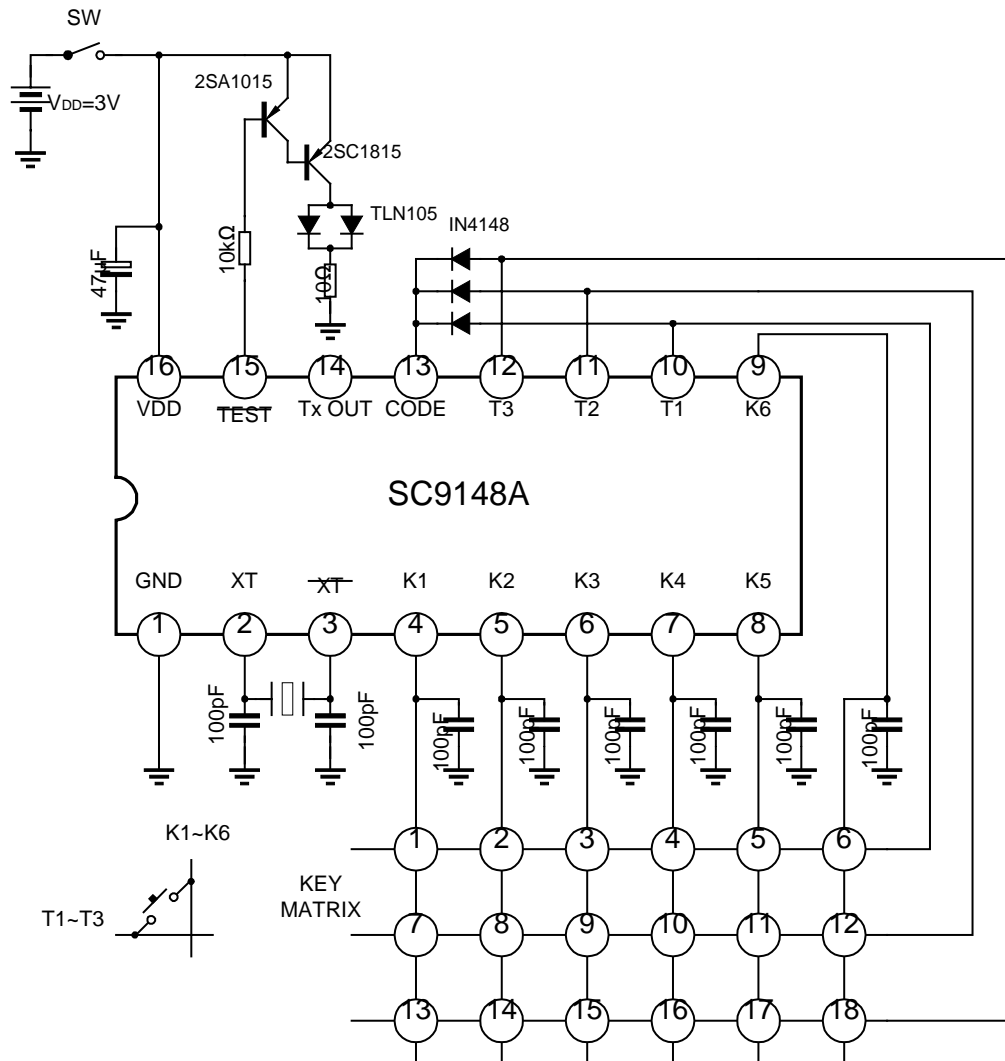 SW
2SA1015
VDD=3V
2SC1815
TLN105
IN4148
10kΩ
10Ω
47μF
16 15 14 13 12 11 10 9
VDD TEST Tx OUT CODE T3 T2 T1 K6
SC9148A
GND XT XT K1 K2 K3 K4 K5
1 2 3 4 5 6 7 8
100pF 100pF 100pF 100pF 100pF 100pF 100pF 100pF
K1~K6
1 2 3 4 5 6
KEY
MATRIX
T1~T3
7 8 9 10 11 12
13 14 15 16 17 18